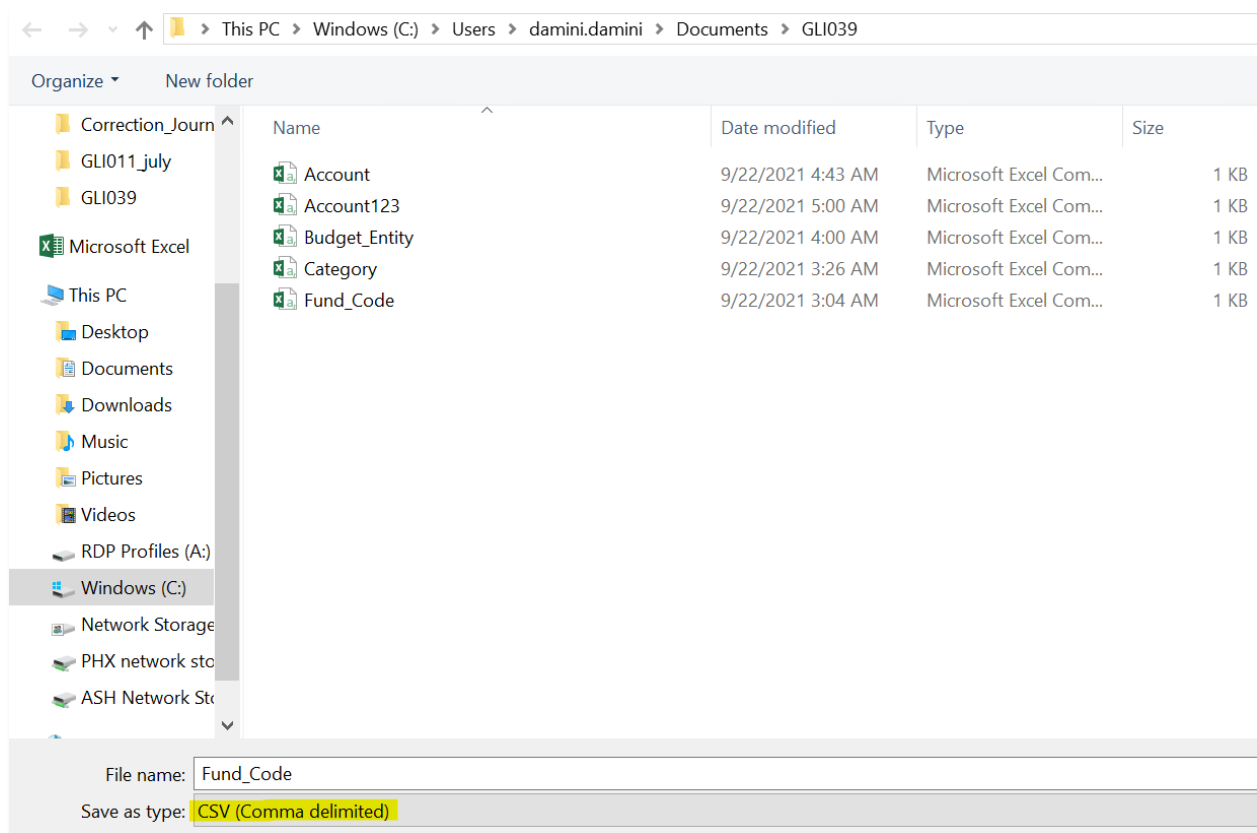 This PC > Windows (C:) > Users > damini.damini > Documents > GLI039
Organize New folder
Correction_Journ
GLI011_july
GLI039
Microsoft Excel
This PC
Desktop
Documents
Downloads
Music
Pictures
Videos
RDP Profiles (A:)
Windows (C:)
Network Storage
PHX network sto
ASH Network Sto
Name Date modified Type Size
Account 9/22/2021 4:43 AM Microsoft Excel Com... 1 KB
Account123 9/22/2021 5:00 AM Microsoft Excel Com... 1 KB
Budget_Entity 9/22/2021 4:00 AM Microsoft Excel Com... 1 KB
Category 9/22/2021 3:26 AM Microsoft Excel Com... 1 KB
Fund_Code 9/22/2021 3:04 AM Microsoft Excel Com... 1 KB
File name: Fund_Code
Save as type: CSV (Comma delimited)